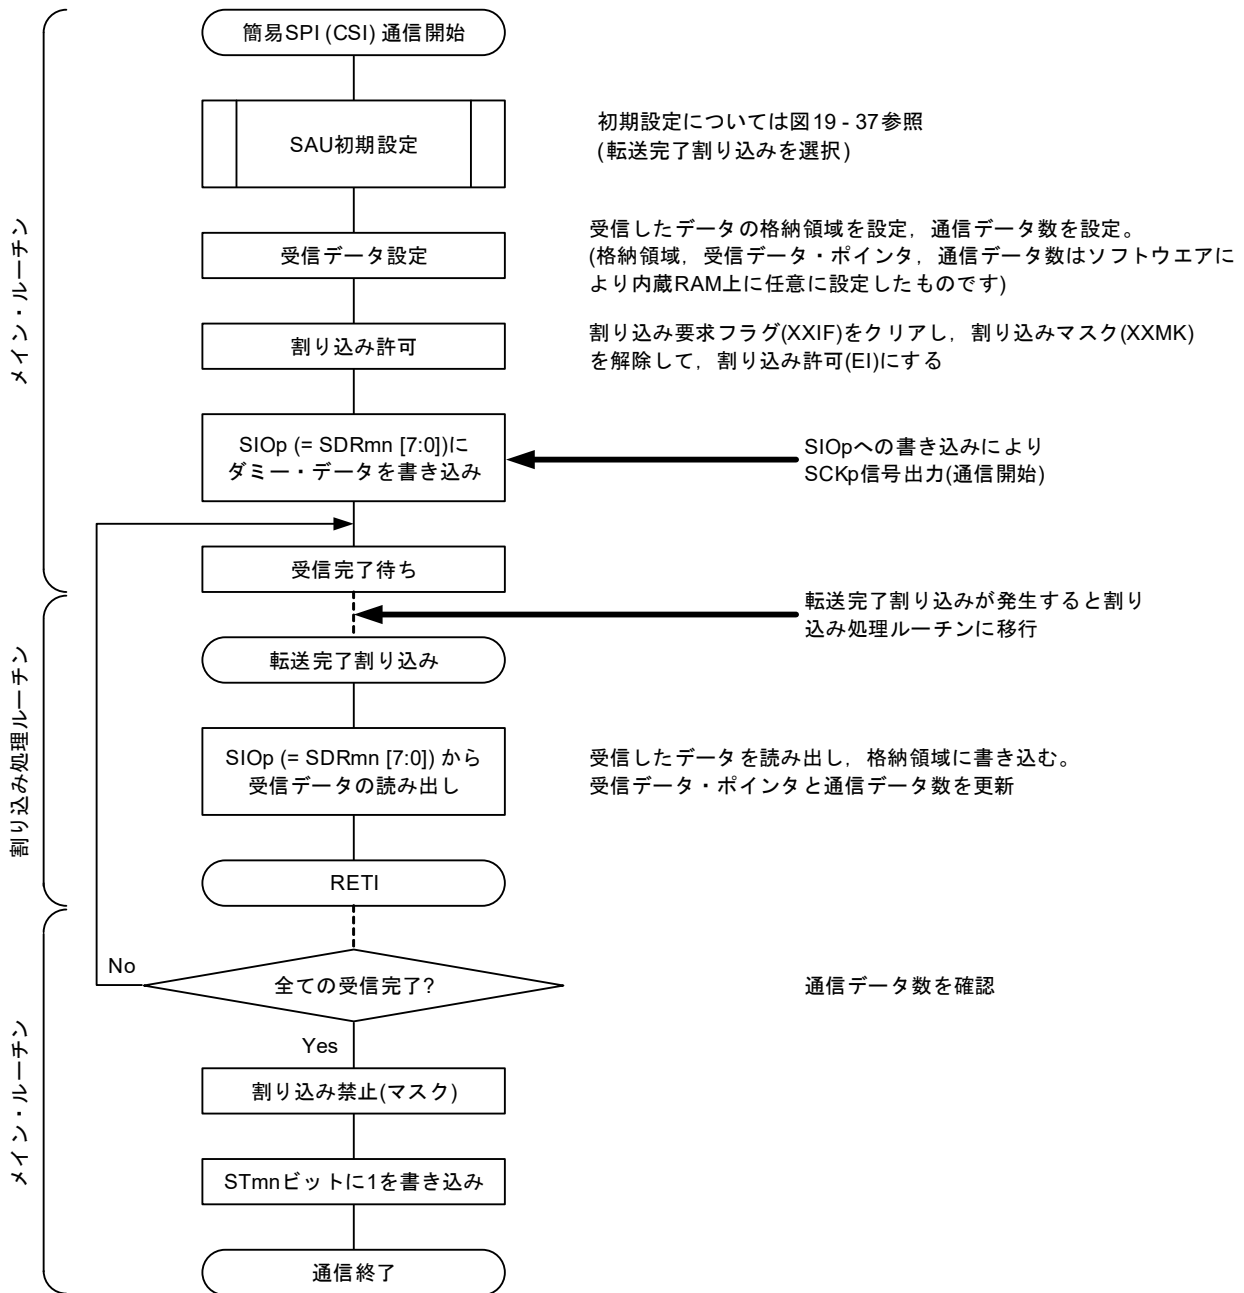 簡易SPI (CSI) 通信開始
SAU初期設定
初期設定については図19 - 37参照
(転送完了割り込みを選択)
メイン・ルーチン
受信データ設定
受信したデータの格納領域を設定，通信データ数を設定。
(格納領域，受信データ・ポインタ，通信データ数はソフトウエアに
より内蔵RAM上に任意に設定したものです)
割り込み許可
割り込み要求フラグ(XXIF)をクリアし，割り込みマスク(XXMK)
を解除して，割り込み許可(EI)にする
SIOp (= SDRmn [7:0])に
ダミー・データを書き込み
SIOpへの書き込みにより
SCKp信号出力(通信開始)
受信完了待ち
転送完了割り込みが発生すると割り
込み処理ルーチンに移行
割り込み処理ルーチン
転送完了割り込み
SIOp (= SDRmn [7:0]) から
受信データの読み出し
受信したデータを読み出し，格納領域に書き込む。
受信データ・ポインタと通信データ数を更新
RETI
No
全ての受信完了?
通信データ数を確認
Yes
メイン・ルーチン
割り込み禁止(マスク)
STmnビットに1を書き込み
通信終了